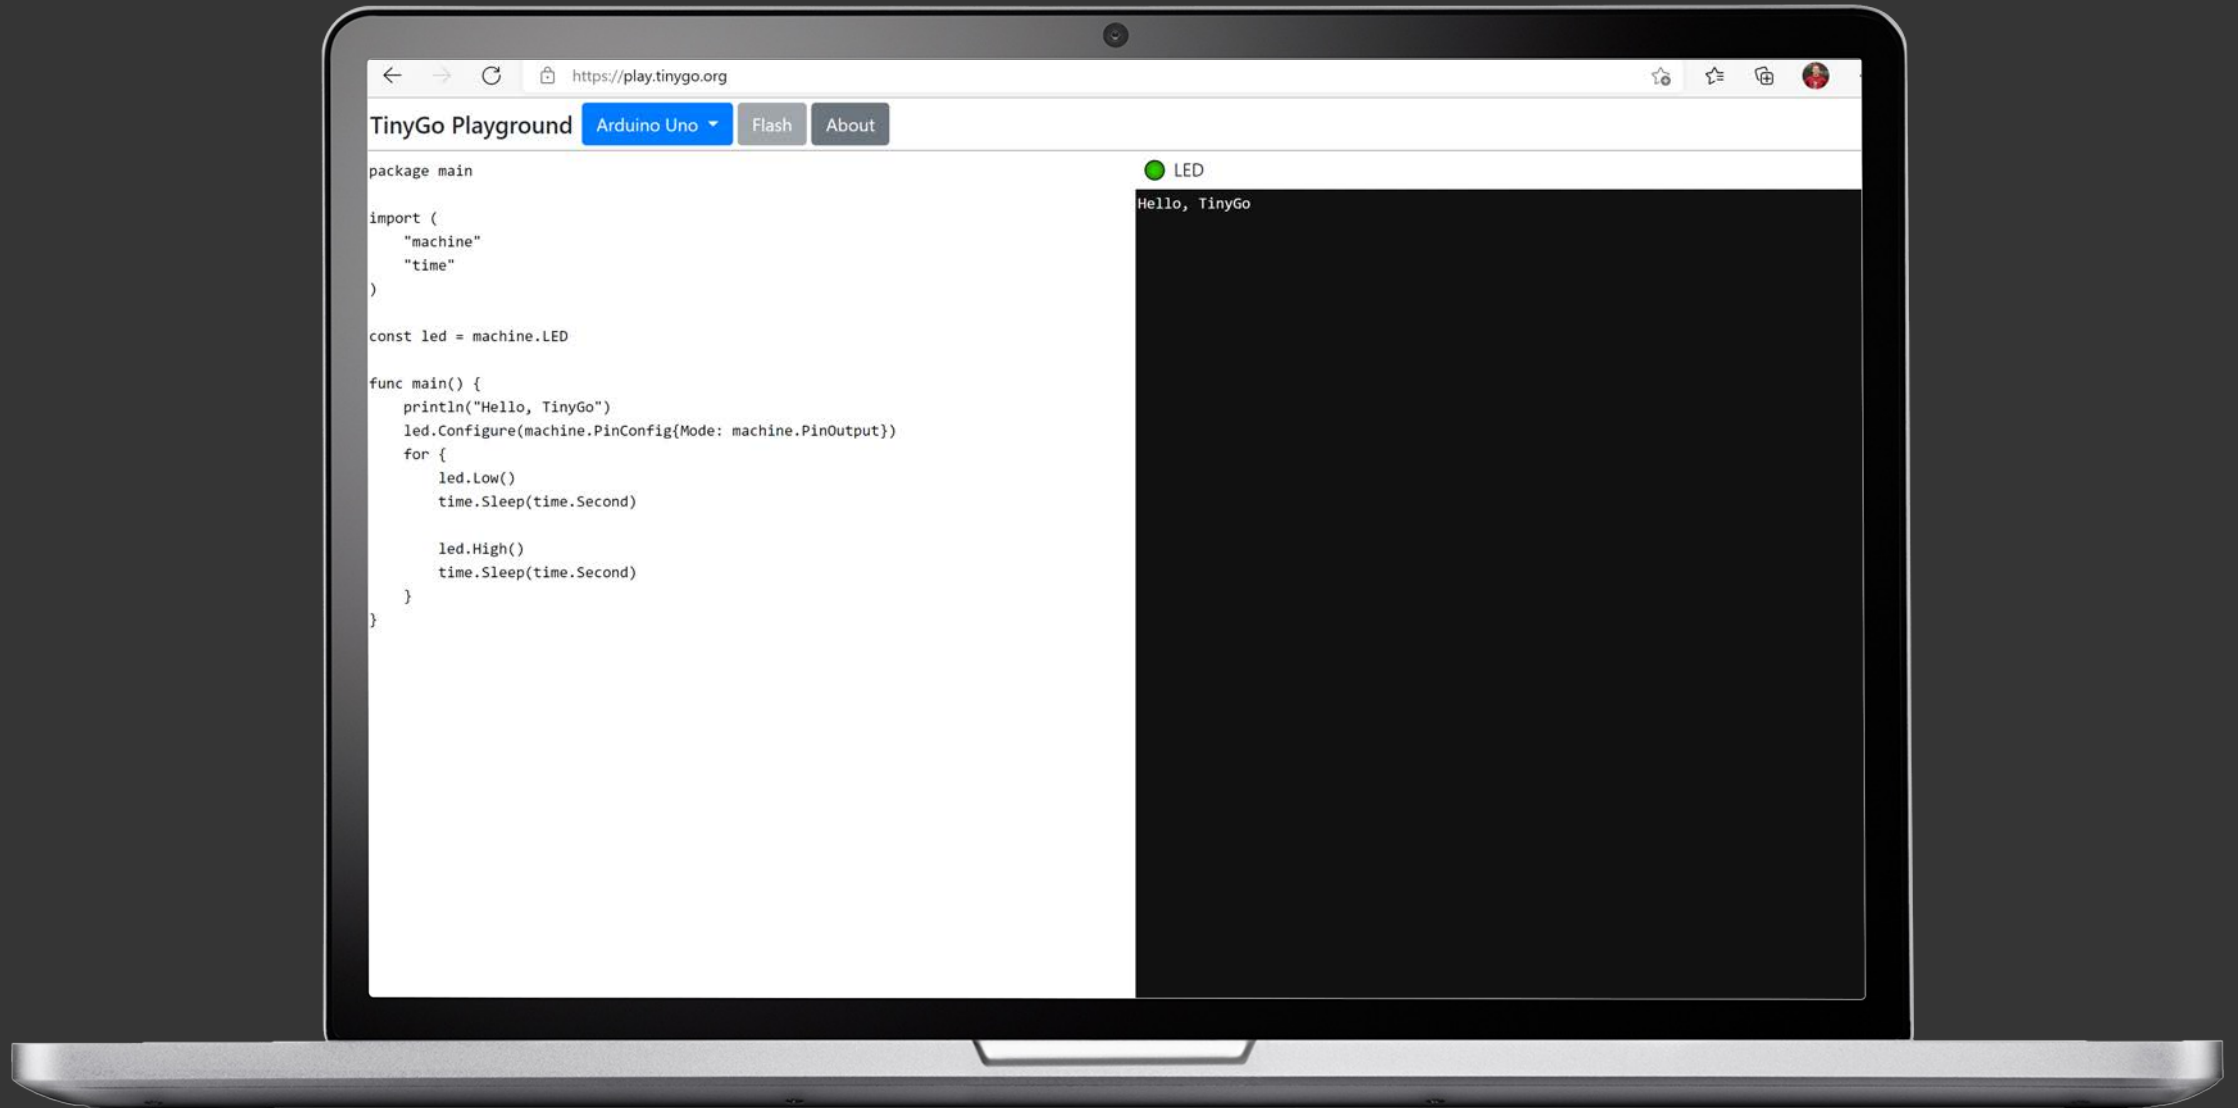 https://play.tinygo.org
TinyGo Playground Arduino Uno Flash About
package main
import (
"machine"
"time"
)
const led = machine.LED
func main() {
println("Hello, TinyGo")
led.Configure(machine.PinConfig{Mode: machine.PinOutput})
for {
led.Low()
time.Sleep(time.Second)
led.High()
time.Sleep(time.Second)
}
}
LED
Hello, TinyGo